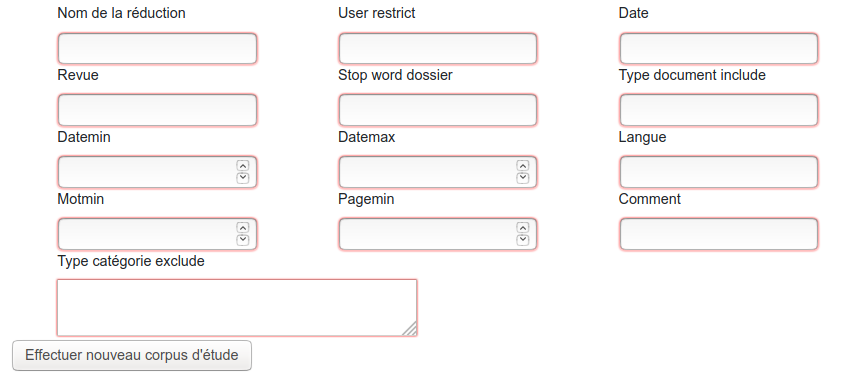 Nom de la réduction
User restrict
Date
Revue
Stop word dossier
Type document include
Datemin
Datemax
Langue
Motmin
Pagemin
Comment
Type catégorie exclude
Effectuer nouveau corpus d'étude